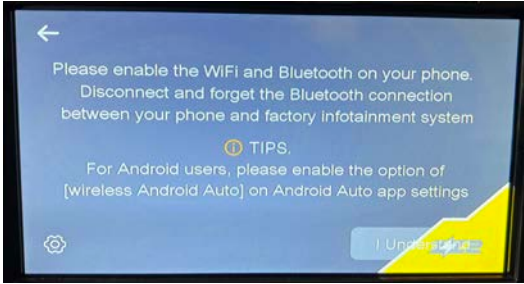 Please enable the WiFi and Bluetooth on your phone.
Disconnect and forget the Bluetooth connection
between your phone and factory infotainment system
TIPS.
For Android users, please enable the option of
[wireless Android Auto] on Android Auto app settings
I Understand